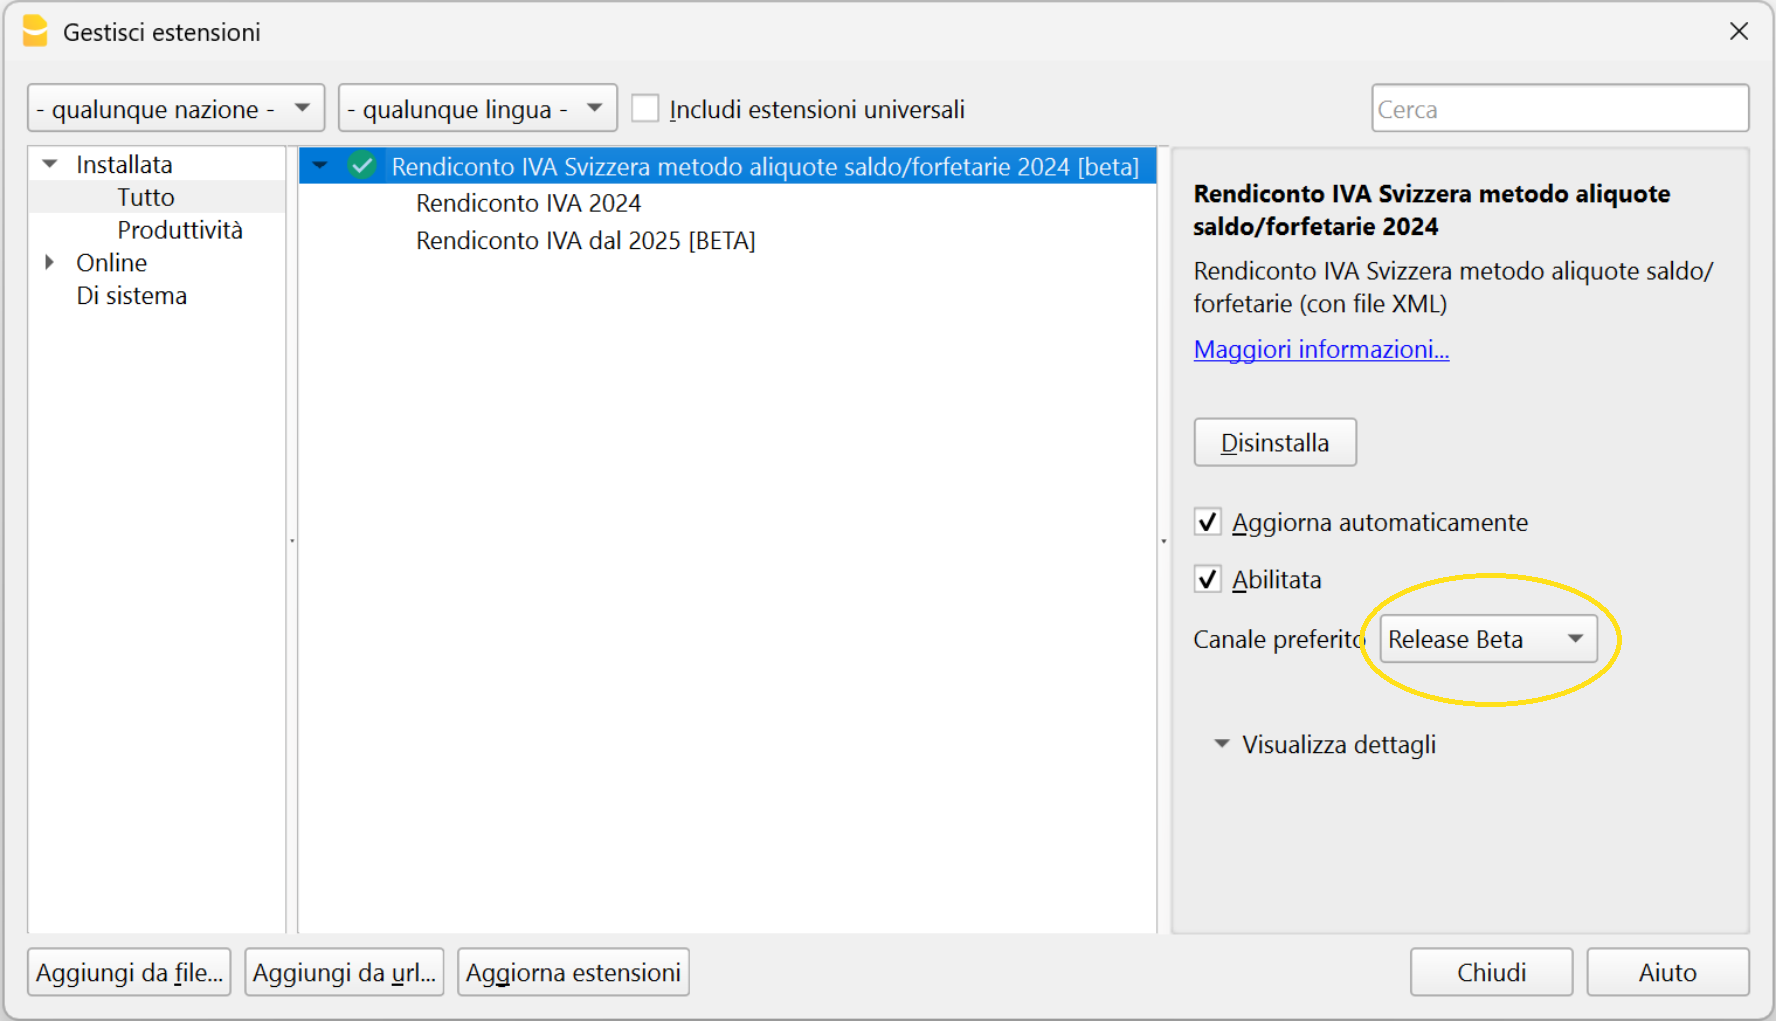 Gestisci estensioni
- qualunque nazione -
- qualunque lingua -
Includi estensioni universali
Cerca
Installata
Tutto
Produttività
Online
Di sistema
Rendiconto IVA Svizzera metodo aliquote saldo/forfetarie 2024 [beta]
Rendiconto IVA 2024
Rendiconto IVA dal 2025 [BETA]
Rendiconto IVA Svizzera metodo aliquote
saldo/forfetarie 2024
Rendiconto IVA Svizzera metodo aliquote saldo/
forfetarie (con file XML)
Maggiori informazioni...
Disinstalla
Aggiorna automaticamente
Abilitata
Canale preferito
Release Beta
Visualizza dettagli
Aggiungi da file...
Aggiungi da url...
Aggiorna estensioni
Chiudi
Aiuto